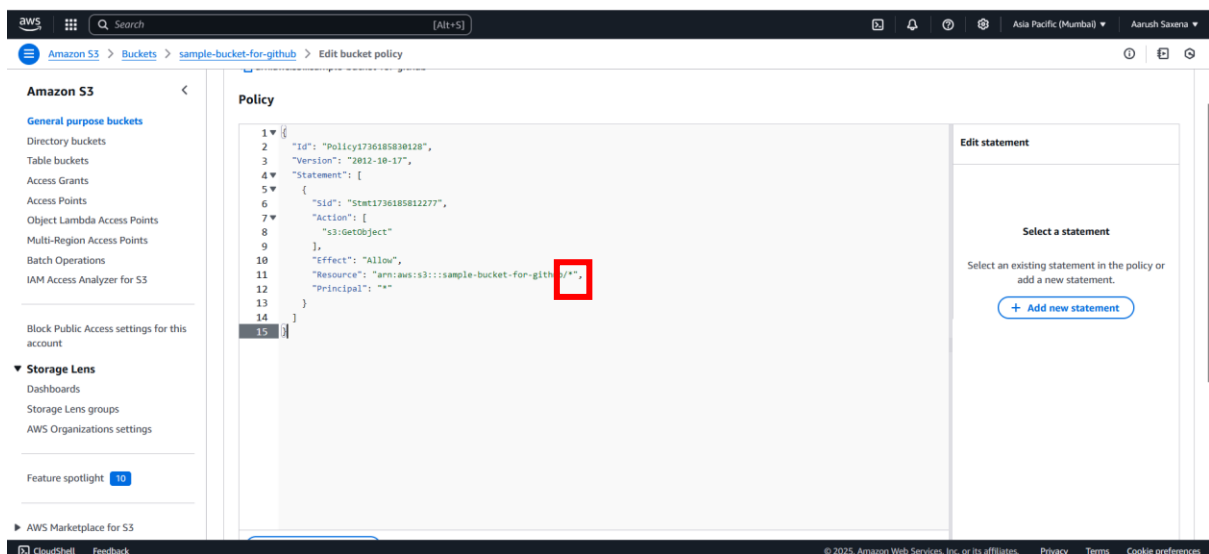 aws
Search [Alt+S] Asia Pacific (Mumbai) Aarush Saxena
Amazon S3 > Buckets > sample-bucket-for-github > Edit bucket policy
Amazon S3
General purpose buckets
Directory buckets
Table buckets
Access Grants
Access Points
Object Lambda Access Points
Multi-Region Access Points
Batch Operations
IAM Access Analyzer for S3
Block Public Access settings for this
account
Storage Lens
Dashboards
Storage Lens groups
AWS Organizations settings
Feature spotlight 10
AWS Marketplace for S3
Policy
1 {
2 "Id": "Policy1736185830128",
3 "Version": "2012-10-17",
4 "Statement": [
5 {
6 "Sid": "Stmt1736185812277",
7 "Action": [
8 "s3:GetObject"
9 ],
10 "Effect": "Allow",
11 "Resource": "arn:aws:s3:::sample-bucket-for-github/*",
12 "Principal": "*"
13 }
14 ]
15 }
Edit statement
Select a statement
Select an existing statement in the policy or
add a new statement.
+ Add new statement
CloudShell Feedback © 2025, Amazon Web Services, Inc. or its affiliates. Privacy Terms Cookie preferences